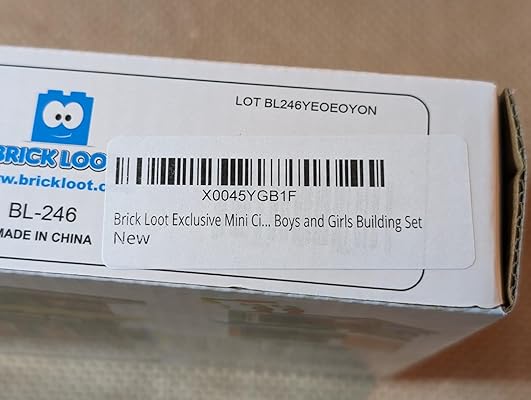 LOT BL246YEOEOYON
BRICK LOO
www.brickloot.c
BL-246
MADE IN CHINA
X0045YGB1F
Brick Loot Exclusive Mini Ci... Boys and Girls Building Set
New